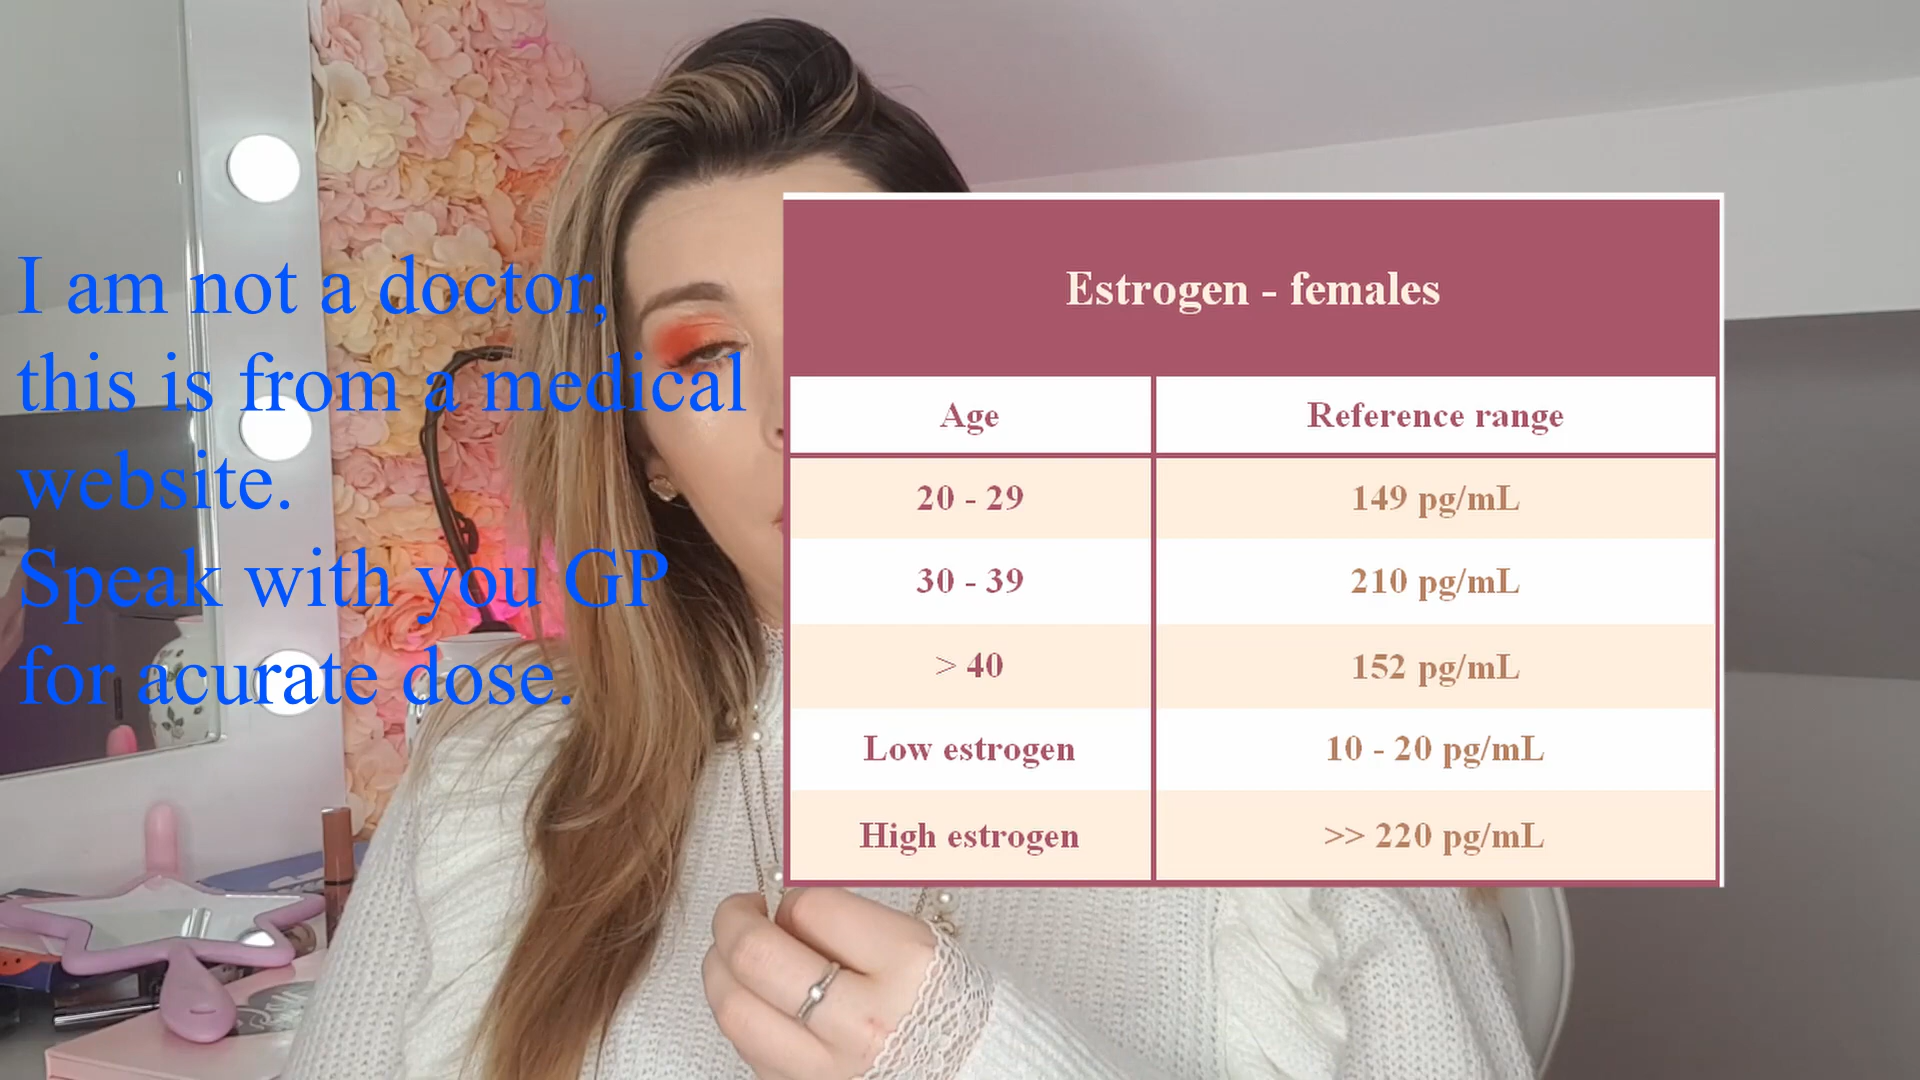 I am not a doctor,
this is from a medical
website.
Speak with you GP
for acurate dose.
Estrogen - females
Age Reference range
20 - 29 149 pg/mL
30 - 39 210 pg/mL
> 40 152 pg/mL
Low estrogen 10 - 20 pg/mL
High estrogen >> 220 pg/mL